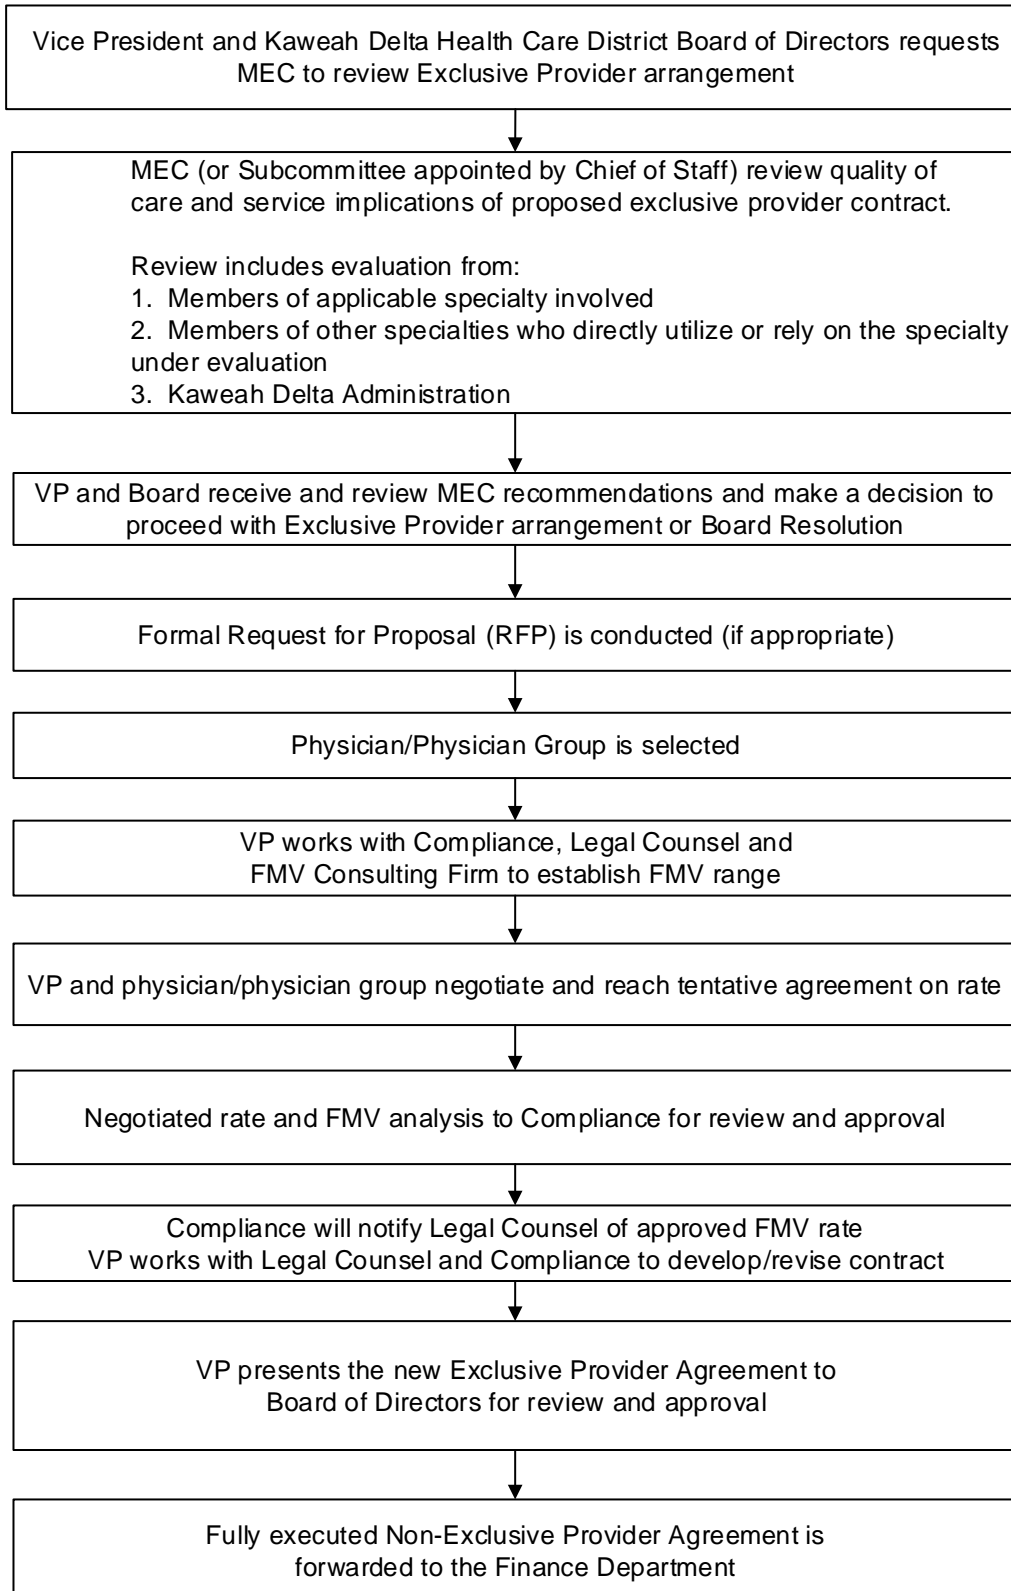 Vice President and Kaweah Delta Health Care District Board of Directors requests
MEC to review Exclusive Provider arrangement
MEC (or Subcommittee appointed by Chief of Staff) review quality of
care and service implications of proposed exclusive provider contract.
Review includes evaluation from:
1. Members of applicable specialty involved
2. Members of other specialties who directly utilize or rely on the specialty
under evaluation
3. Kaweah Delta Administration
VP and Board receive and review MEC recommendations and make a decision to
proceed with Exclusive Provider arrangement or Board Resolution
Formal Request for Proposal (RFP) is conducted (if appropriate)
Physician/Physician Group is selected
VP works with Compliance, Legal Counsel and
FMV Consulting Firm to establish FMV range
VP and physician/physician group negotiate and reach tentative agreement on rate
Negotiated rate and FMV analysis to Compliance for review and approval
Compliance will notify Legal Counsel of approved FMV rate
VP works with Legal Counsel and Compliance to develop/revise contract
VP presents the new Exclusive Provider Agreement to
Board of Directors for review and approval
Fully executed Non-Exclusive Provider Agreement is
forwarded to the Finance Department